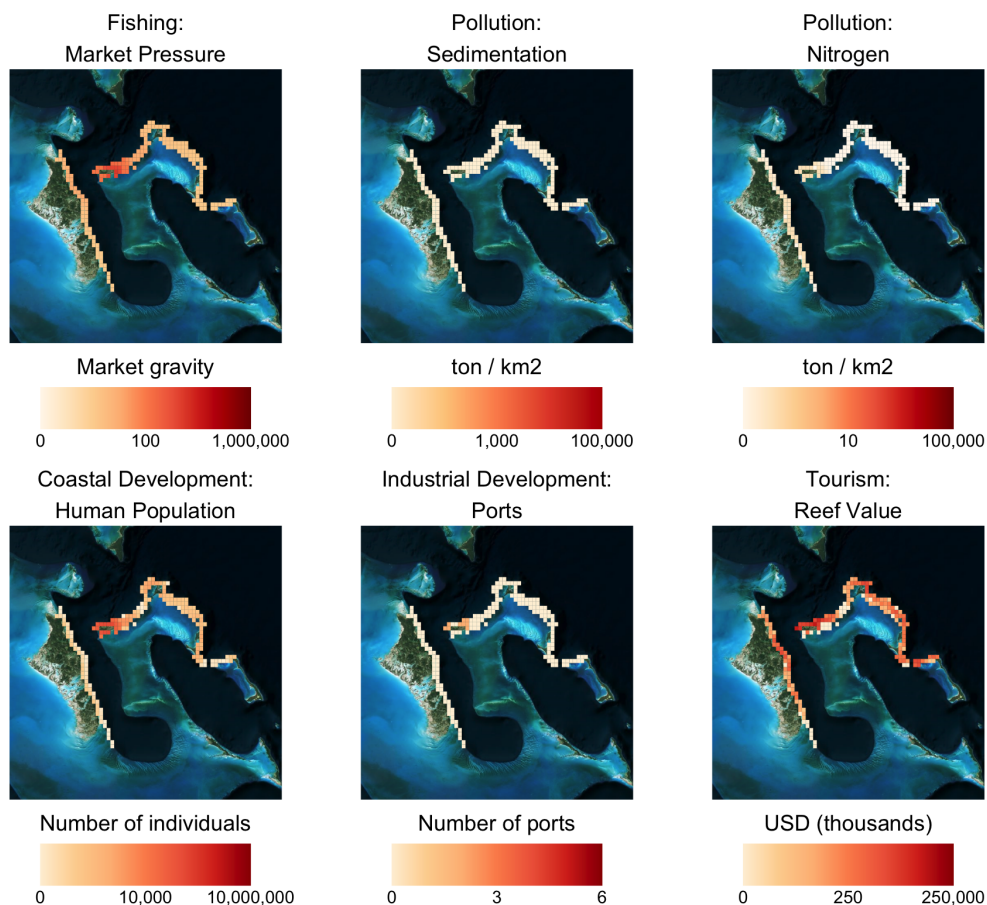 Fishing:
Market Pressure
Pollution:
Sedimentation
Pollution:
Nitrogen
Market gravity
0 100 1,000,000
ton / km2
0 1,000 100,000
ton / km2
0 10 100,000
Coastal Development:
Human Population
Industrial Development:
Ports
Tourism:
Reef Value
Number of individuals
0 10,000 10,000,000
Number of ports
0 3 6
USD (thousands)
0 250 250,000